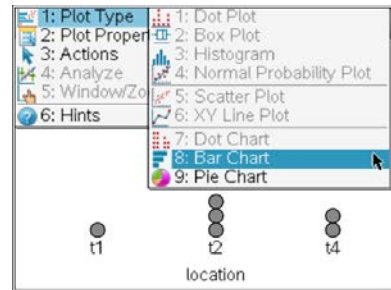 1: Plot Type
2: Plot Proper
3: Actions
4: Analyze
5: Window/Zo
6: Hints
1: Dot Plot
2: Box Plot
3: Histogram
4: Normal Probability Plot
5: Scatter Plot
6: XY Line Plot
7: Dot Chart
8: Bar Chart
9: Pie Chart
t1 t2 t4
location